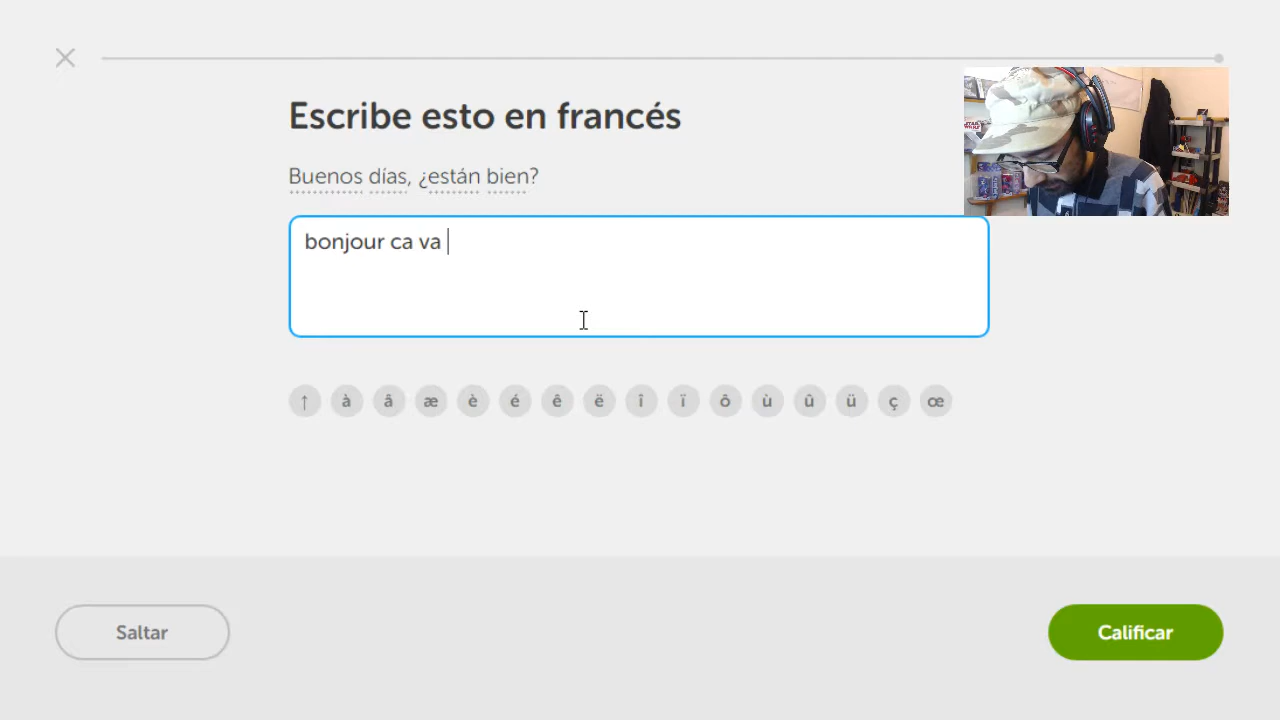 Escribe esto en francés
Buenos días, ¿están bien?
bonjour ca va
↑ à â æ è é ê ë î ï ô ù û ü ç œ
Saltar
Calificar